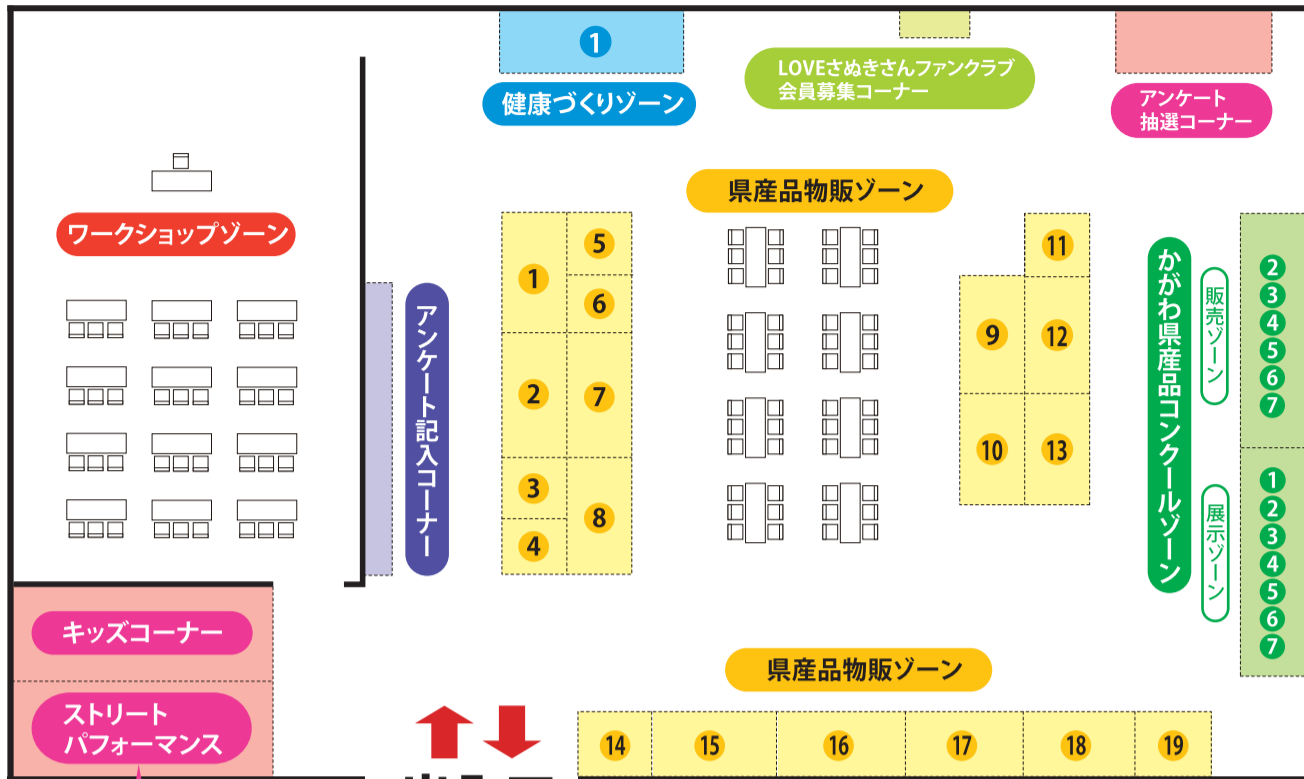 1
健康づくりゾーン
LOVEさぬきさんファンクラブ
会員募集コーナー
アンケート
抽選コーナー
県産品物販ゾーン
ワークショップゾーン
アンケート記入コーナー
1
2
3
4
5
6
7
8
9
10
11
12
13
かがわ県産品コンクールゾーン
販売ゾーン
2
3
4
5
6
7
展示ゾーン
1
2
3
4
5
6
7
キッズコーナー
ストリート
パフォーマンス
県産品物販ゾーン
14
15
16
17
18
19